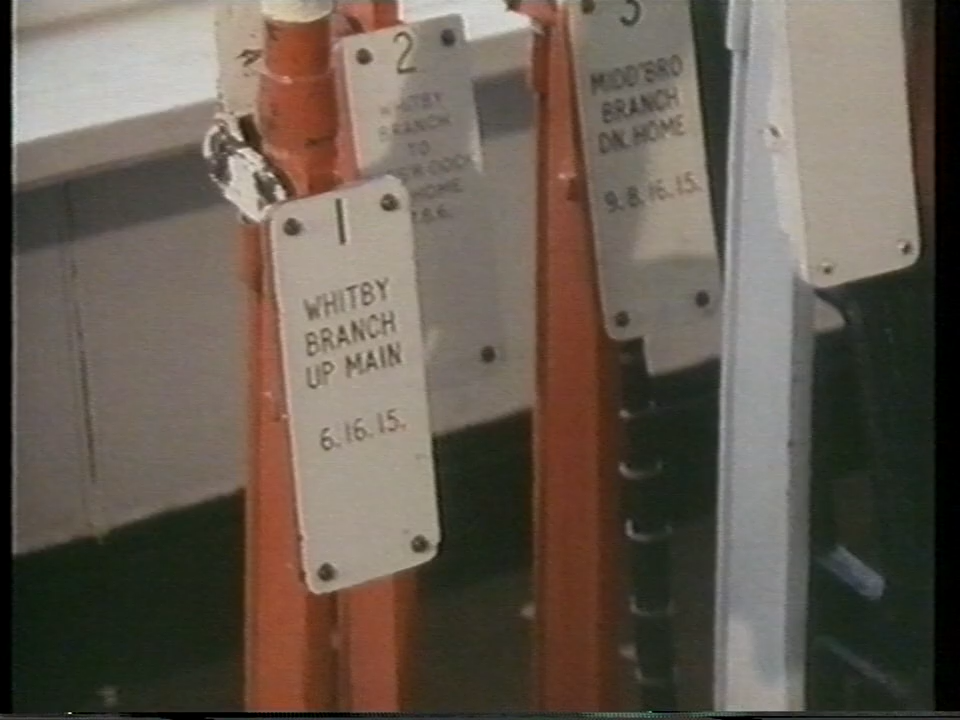 1
WHITBY
BRANCH
UP MAIN
6.16.15.
2
WHITBY
BRANCH
TO
HOME
3
MIDD'BRO
BRANCH
DN. HOME
9.8.16.15.